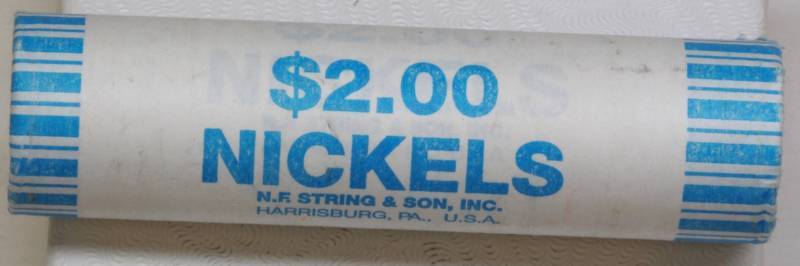 $2.00
NICKELS
N.F. STRING & SON, INC.
HARRISBURG, PA., U.S.A.